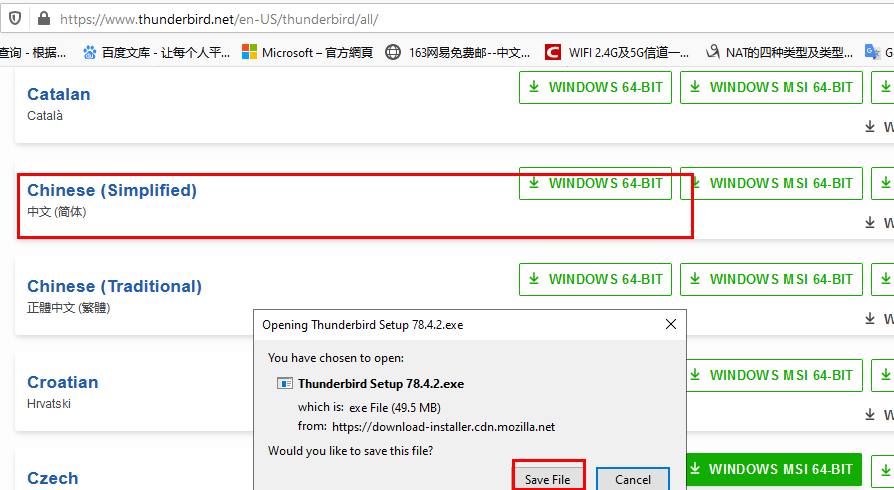 https://www.thunderbird.net/en-US/thunderbird/all/
查询 - 根据... 百度文库 - 让每个人平... Microsoft – 官方網頁 163网易免费邮--中文... WIFI 2.4G及5G信道一... NAT的四种类型及类型... G
Catalan WINDOWS 64-BIT WINDOWS MSI 64-BIT
Català
W
Chinese (Simplified) WINDOWS 64-BIT WINDOWS MSI 64-BIT
中文 (简体)
W
Chinese (Traditional) WINDOWS 64-BIT WINDOWS MSI 64-BIT
正體中文 (繁體)
W
Opening Thunderbird Setup 78.4.2.exe
You have chosen to open:
Thunderbird Setup 78.4.2.exe
which is: exe File (49.5 MB)
from: https://download-installer.cdn.mozilla.net
Would you like to save this file?
Save File Cancel
Croatian WINDOWS MSI 64-BIT
Hrvatski
W
Czech WINDOWS MSI 64-BIT